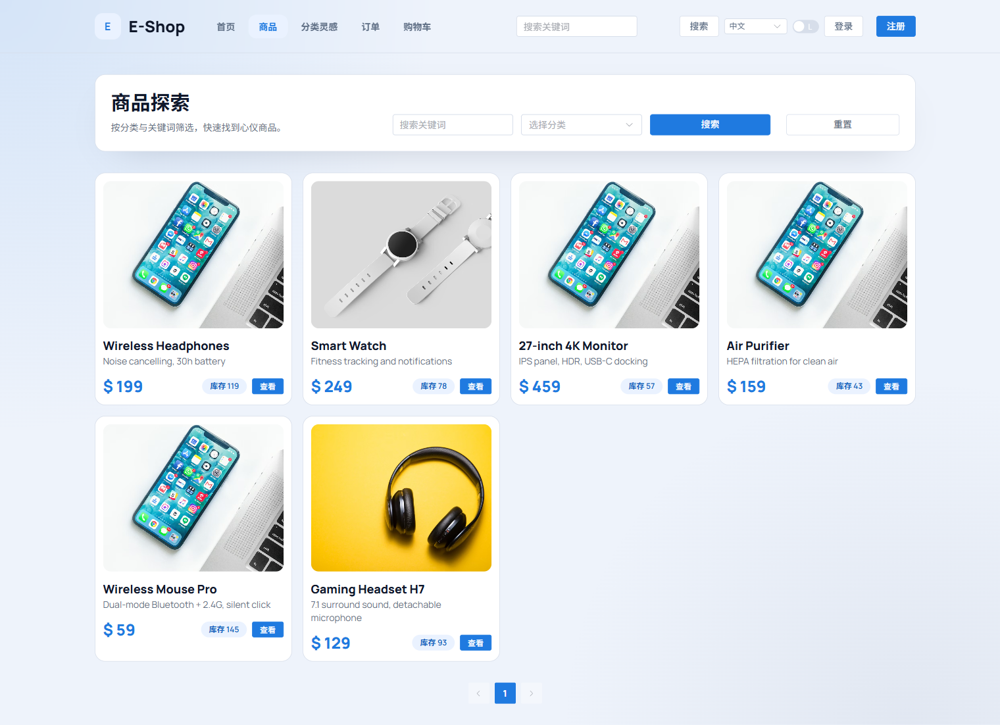 E E-Shop 首页 商品 分类灵感 订单 购物车 搜索关键词 搜索 中文 L 登录 注册
商品探索
按分类与关键词筛选，快速找到心仪商品。
搜索关键词 选择分类 搜索 重置
Wireless Headphones
Noise cancelling, 30h battery
$ 199 库存 119 查看
Smart Watch
Fitness tracking and notifications
$ 249 库存 78 查看
27-inch 4K Monitor
IPS panel, HDR, USB-C docking
$ 459 库存 57 查看
Air Purifier
HEPA filtration for clean air
$ 159 库存 43 查看
Wireless Mouse Pro
Dual-mode Bluetooth + 2.4G, silent click
$ 59 库存 145 查看
Gaming Headset H7
7.1 surround sound, detachable
microphone
$ 129 库存 93 查看
1